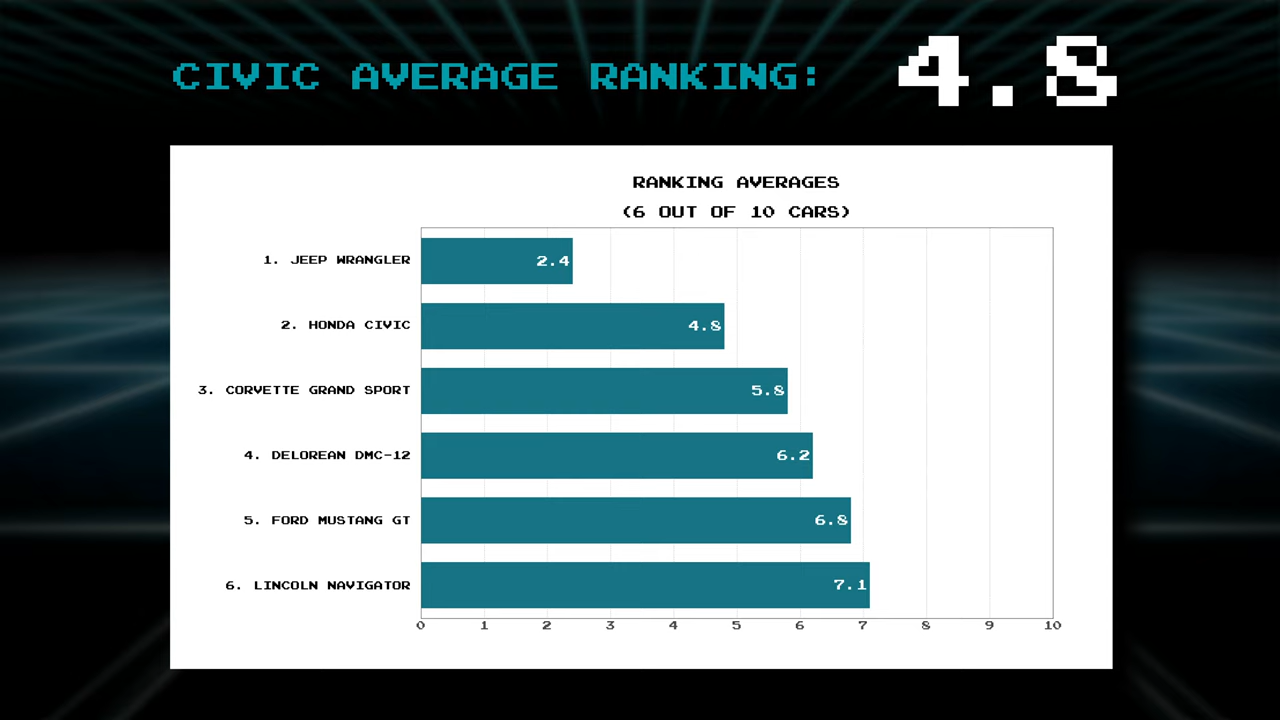 CIVIC AVERAGE RANKING: 4.8
RANKING AVERAGES
(6 OUT OF 10 CARS)
1. JEEP WRANGLER 2.4
2. HONDA CIVIC 4.8
3. CORVETTE GRAND SPORT 5.8
4. DELOREAN DMC-12 6.2
5. FORD MUSTANG GT 6.8
6. LINCOLN NAVIGATOR 7.1
0 1 2 3 4 5 6 7 8 9 10